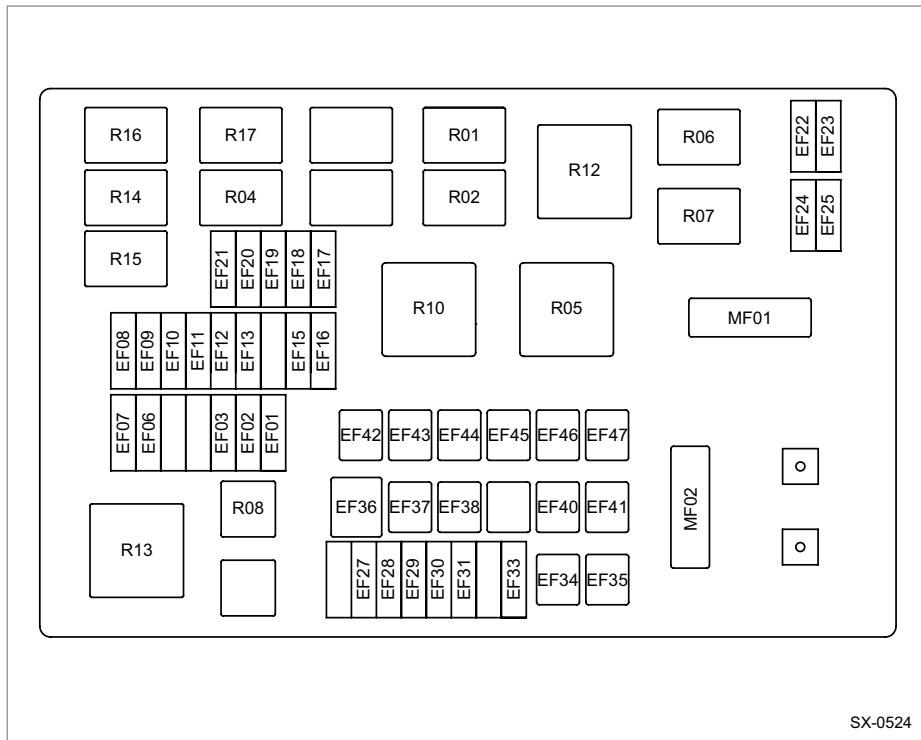 R16 R17 R01 R12 R06 EF22 EF23
R14 R04 R02 R07 EF24 EF25
R15 EF21 EF20 EF19 EF18 EF17
R10 R05 MF01
EF08 EF09 EF10 EF11 EF12 EF13 EF15 EF16
EF07 EF06 EF03 EF02 EF01
EF42 EF43 EF44 EF45 EF46 EF47
R08 EF36 EF37 EF38 EF40 EF41 MF02
R13 EF27 EF28 EF29 EF30 EF31 EF33 EF34 EF35
SX-0524